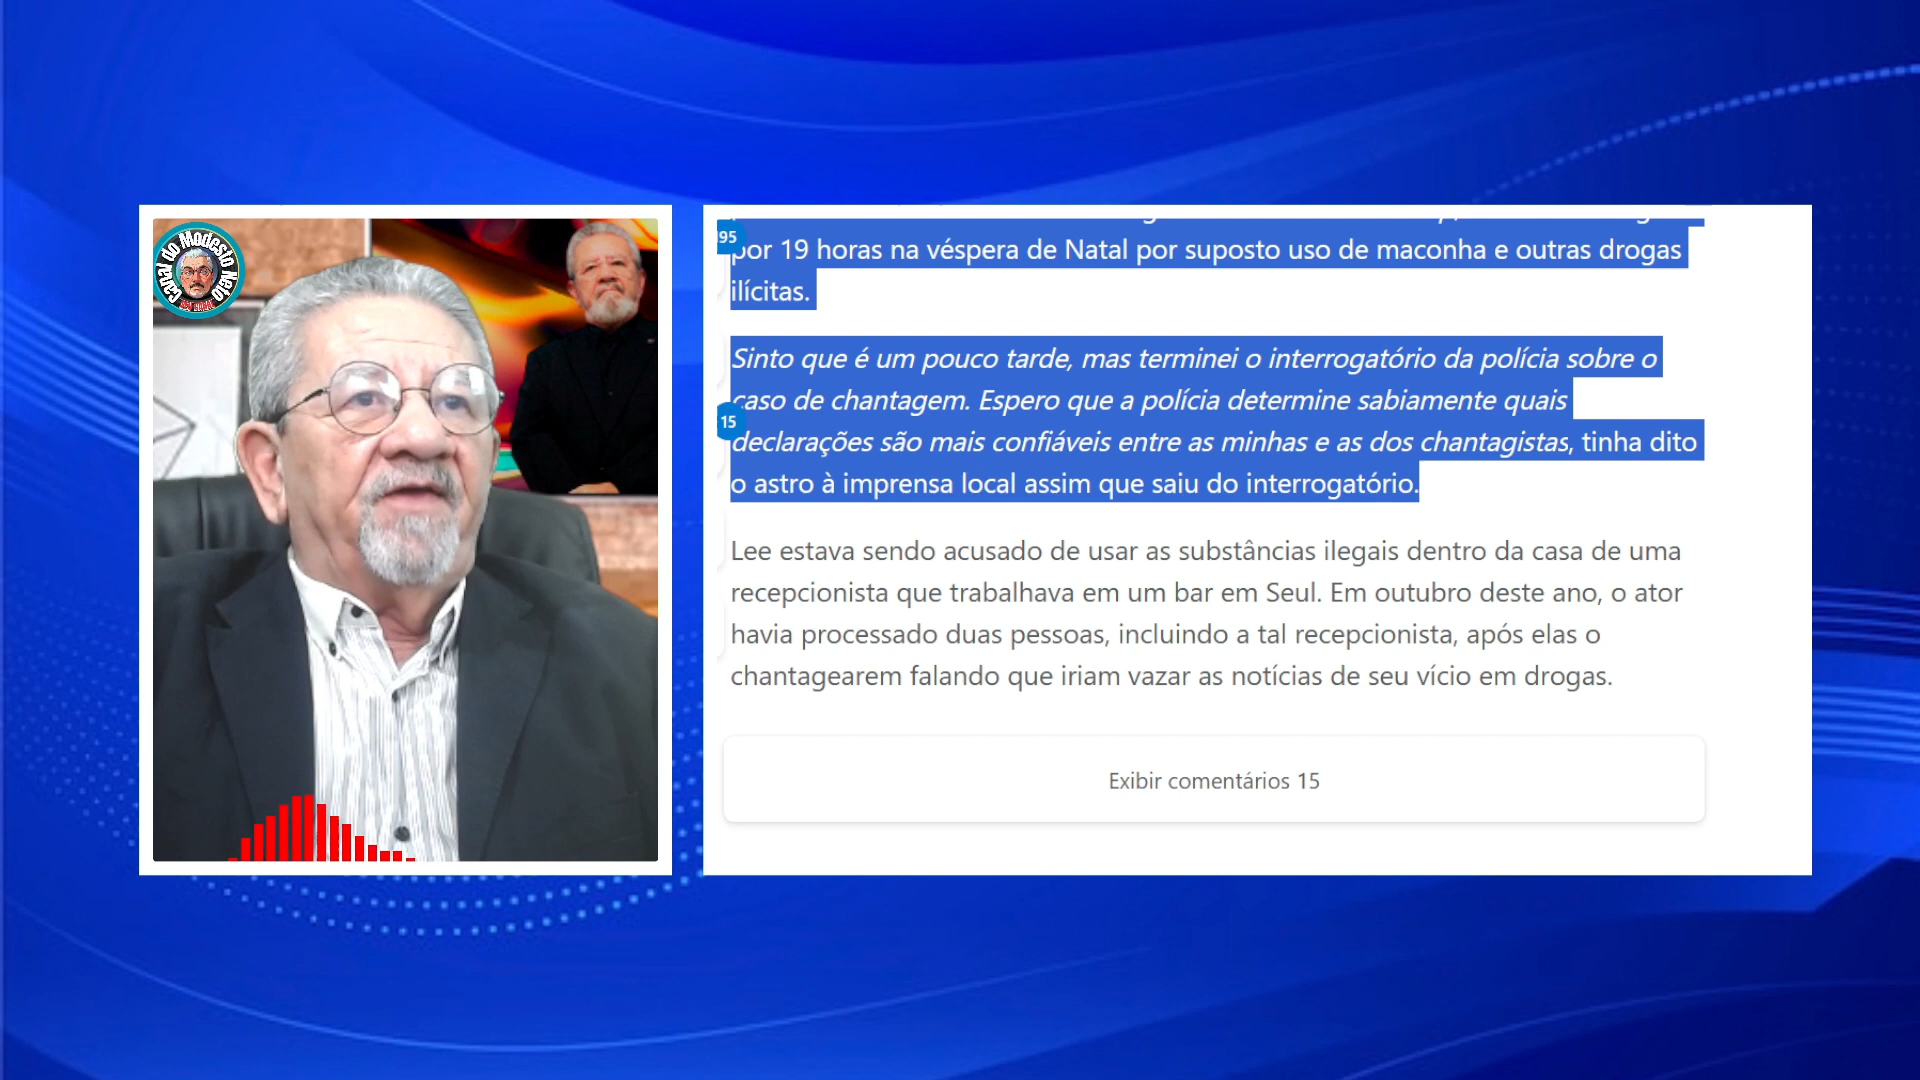 Canal do Modesto Neto
95
por 19 horas na véspera de Natal por suposto uso de maconha e outras drogas
ilícitas.
Sinto que é um pouco tarde, mas terminei o interrogatório da polícia sobre o
caso de chantagem. Espero que a polícia determine sabiamente quais
15
declarações são mais confiáveis entre as minhas e as dos chantagistas, tinha dito
o astro à imprensa local assim que saiu do interrogatório.
Lee estava sendo acusado de usar as substâncias ilegais dentro da casa de uma
recepcionista que trabalhava em um bar em Seul. Em outubro deste ano, o ator
havia processado duas pessoas, incluindo a tal recepcionista, após elas o
chantagearem falando que iriam vazar as notícias de seu vício em drogas.
Exibir comentários 15